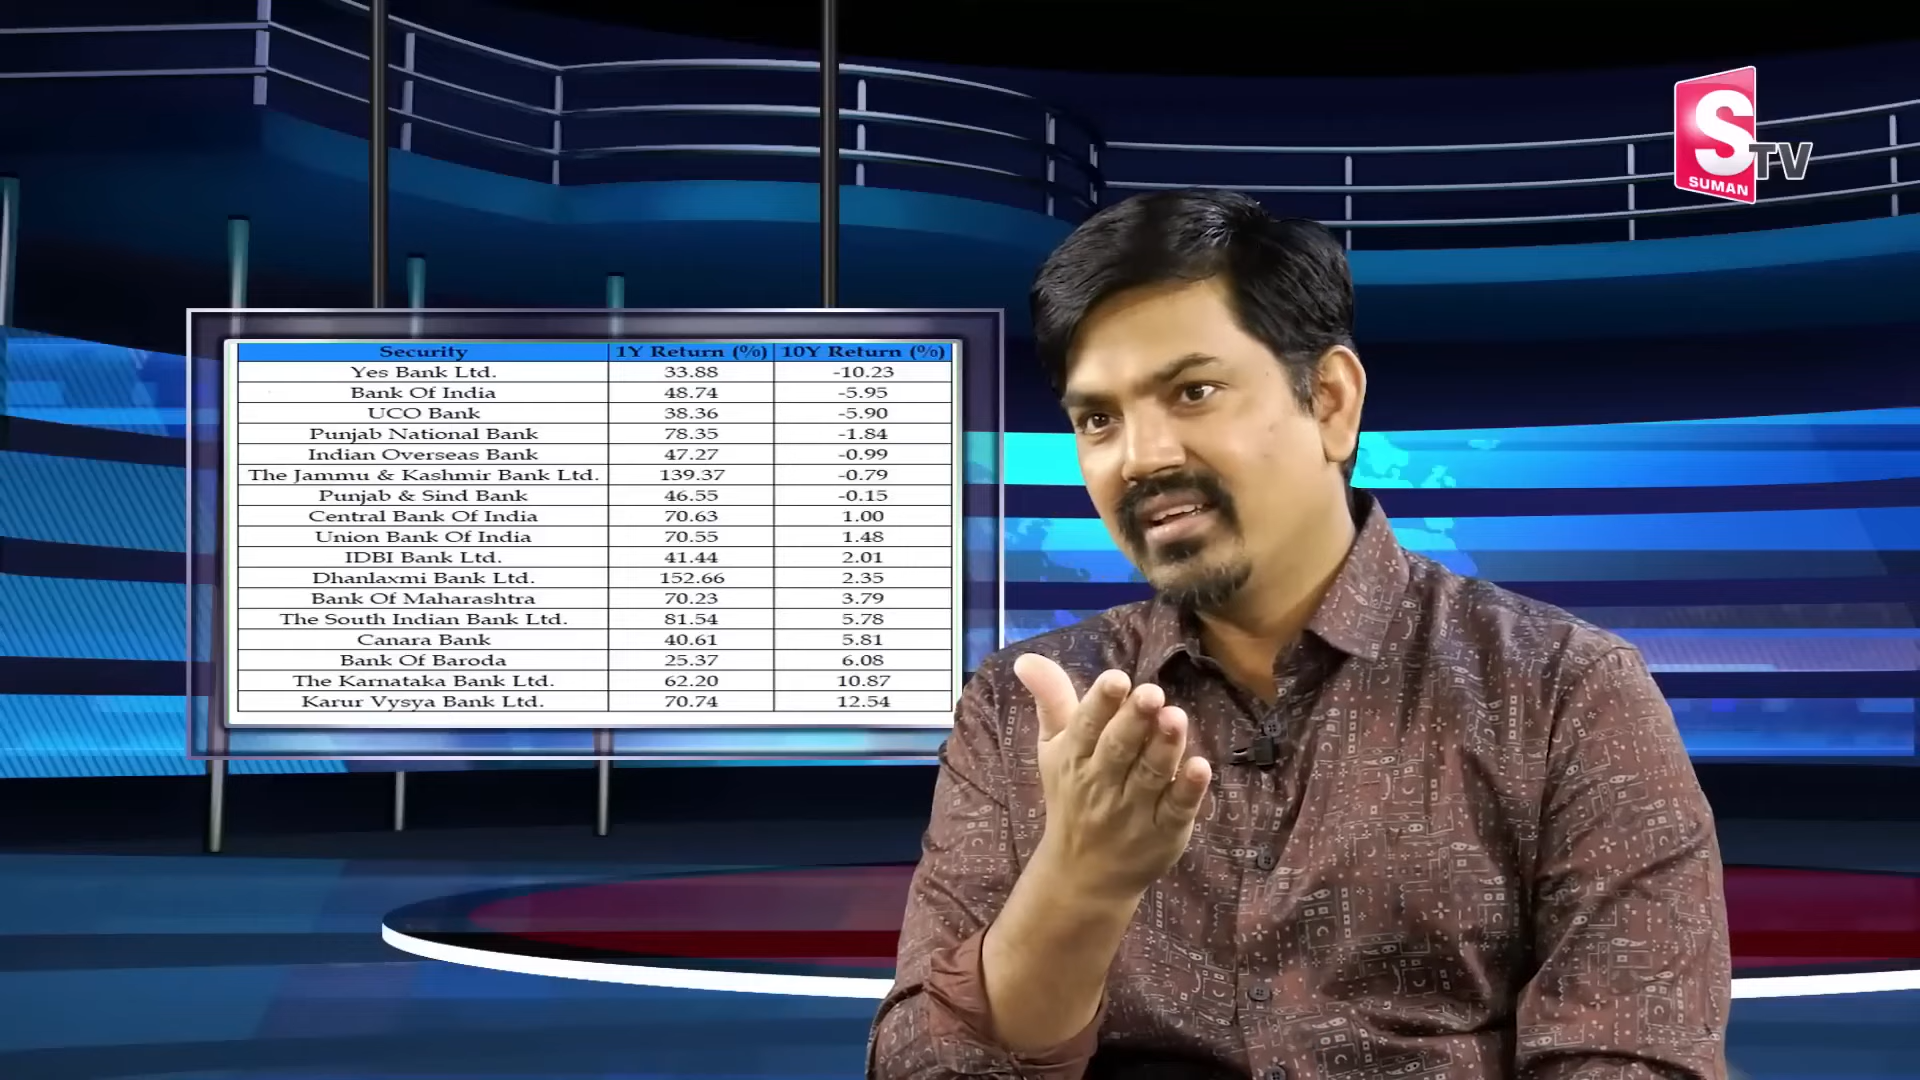 S
TV
SUMAN
Security 1Y Return (%) 10Y Return (%)
Yes Bank Ltd. 33.88 -10.23
Bank Of India 48.74 -5.95
UCO Bank 38.36 -5.90
Punjab National Bank 78.35 -1.84
Indian Overseas Bank 47.27 -0.99
The Jammu & Kashmir Bank Ltd. 139.37 -0.79
Punjab & Sind Bank 46.55 -0.15
Central Bank Of India 70.63 1.00
Union Bank Of India 70.55 1.48
IDBI Bank Ltd. 41.44 2.01
Dhanlaxmi Bank Ltd. 152.66 2.35
Bank Of Maharashtra 70.23 3.79
The South Indian Bank Ltd. 81.54 5.78
Canara Bank 40.61 5.81
Bank Of Baroda 25.37 6.08
The Karnataka Bank Ltd. 62.20 10.87
Karur Vysya Bank Ltd. 70.74 12.54